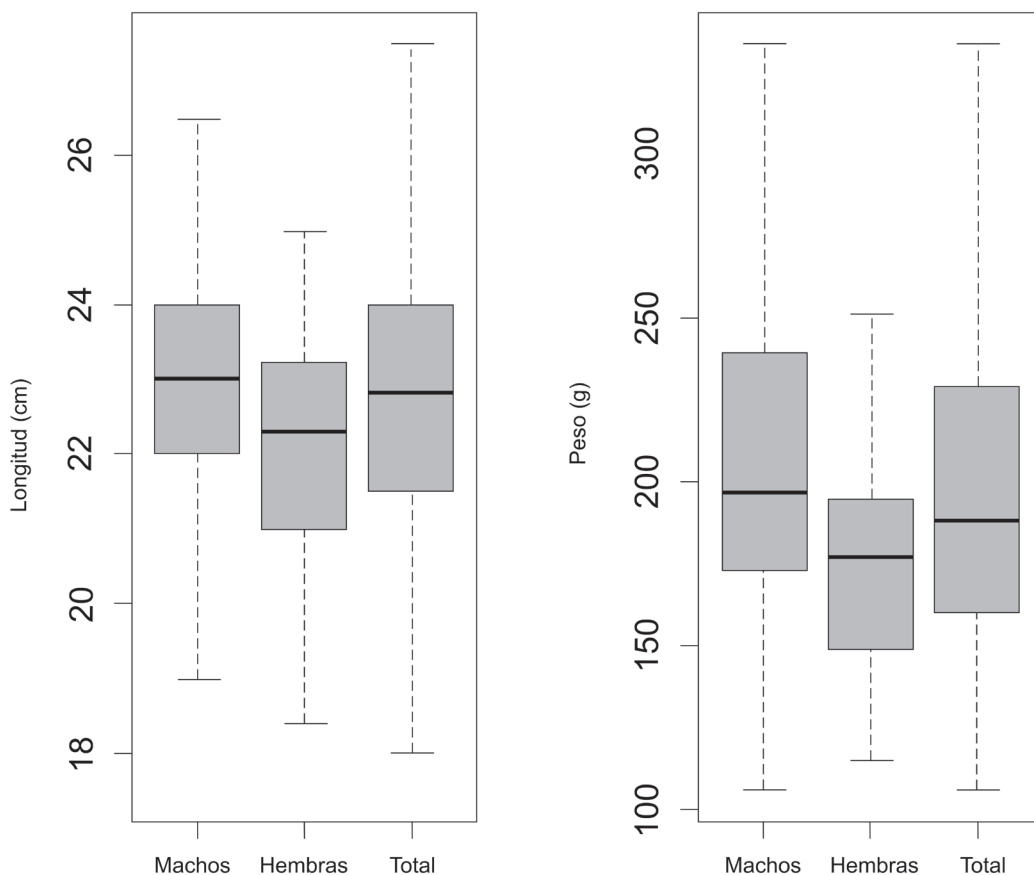 Longitud (cm)
26
24
22
20
18
Machos Hembras Total
Peso (g)
300
250
200
150
100
Machos Hembras Total